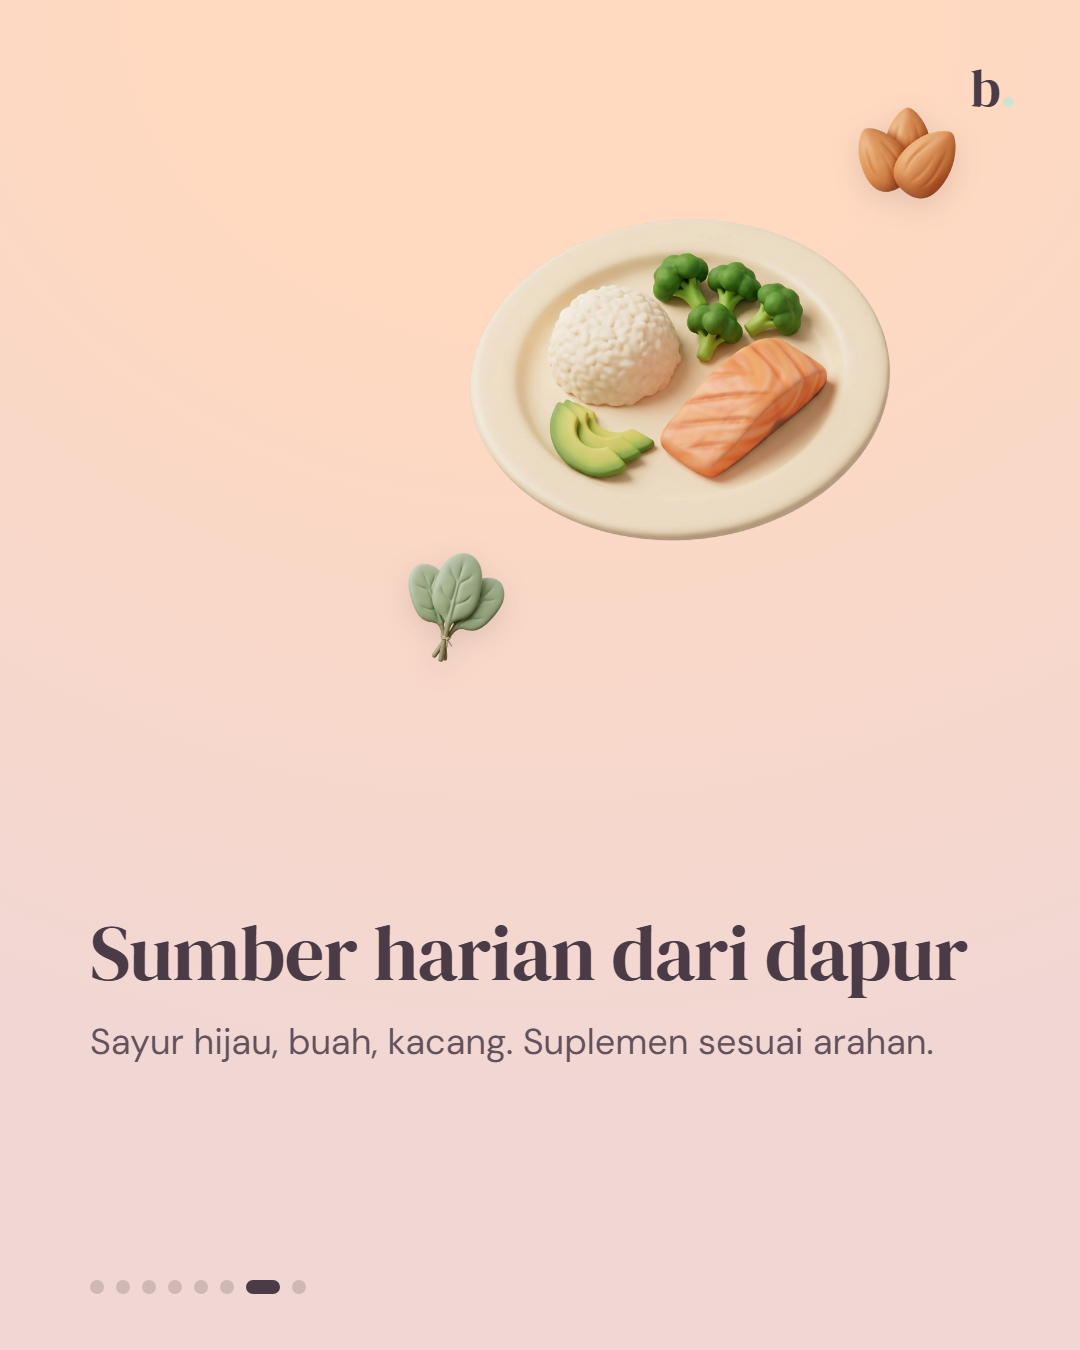 b.
Sumber harian dari dapur
Sayur hijau, buah, kacang. Suplemen sesuai arahan.